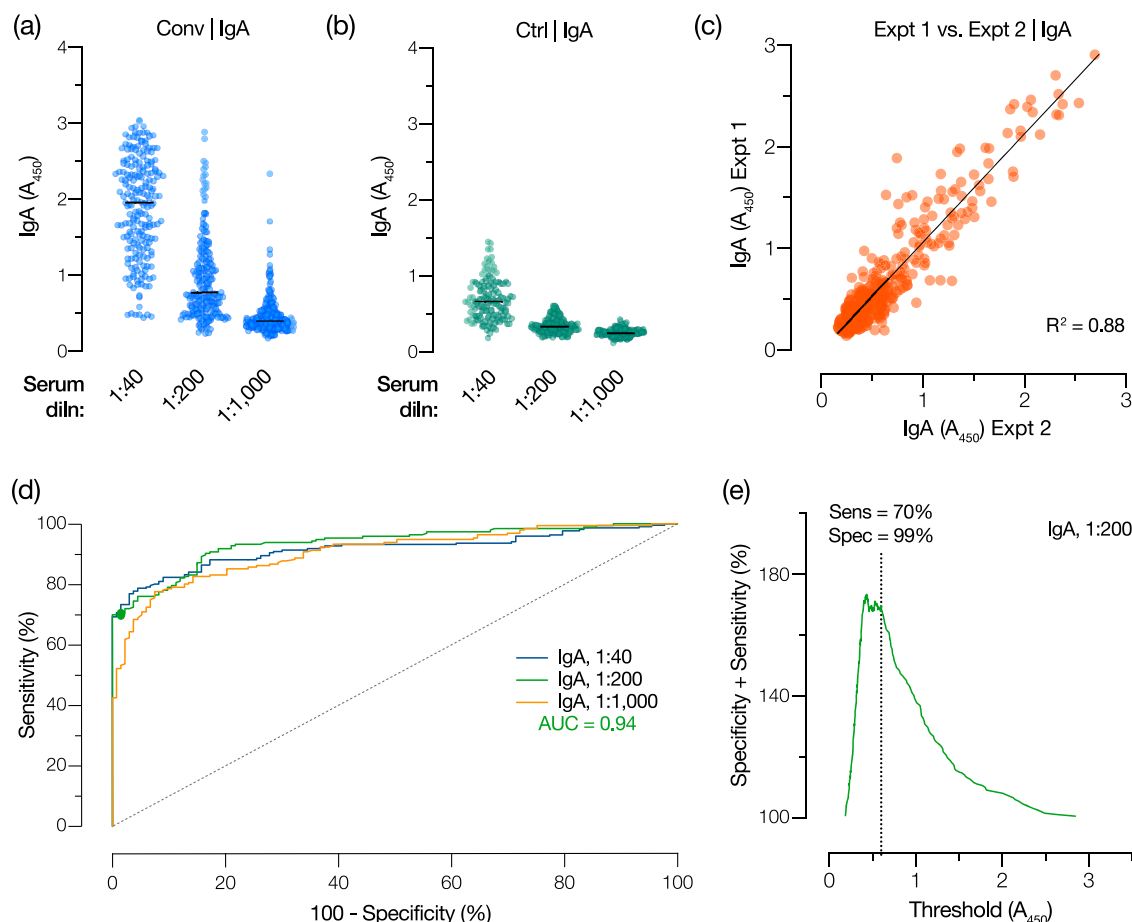 (a)
Conv | IgA
4
3
2
1
0
IgA (A450)
Serum
diln:
1:40
1:200
1:1,000
(b)
Ctrl | IgA
4
3
2
1
0
IgA (A450)
Serum
diln:
1:40
1:200
1:1,000
(c)
Expt 1 vs. Expt 2 | IgA
3
2
1
0
IgA (A450) Expt 1
R2 = 0.88
0
1
2
3
IgA (A450) Expt 2
(d)
100
80
60
40
20
0
Sensitivity (%)
IgA, 1:40
IgA, 1:200
IgA, 1:1,000
AUC = 0.94
0
20
40
60
80
100
100 - Specificity (%)
(e)
Sens = 70%
Spec = 99%
IgA, 1:200
180
140
100
Specificity + Sensitivity (%)
0
1
2
3
Threshold (A450)